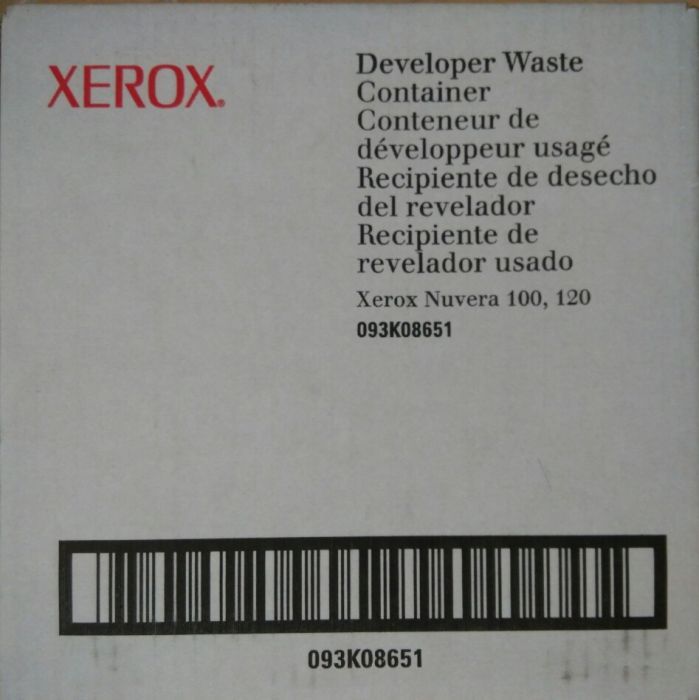 XEROX®
Developer Waste
Container
Conteneur de
développeur usagé
Recipiente de desecho
del revelador
Recipiente de
revelador usado
Xerox Nuvera 100, 120
093K08651
093K08651